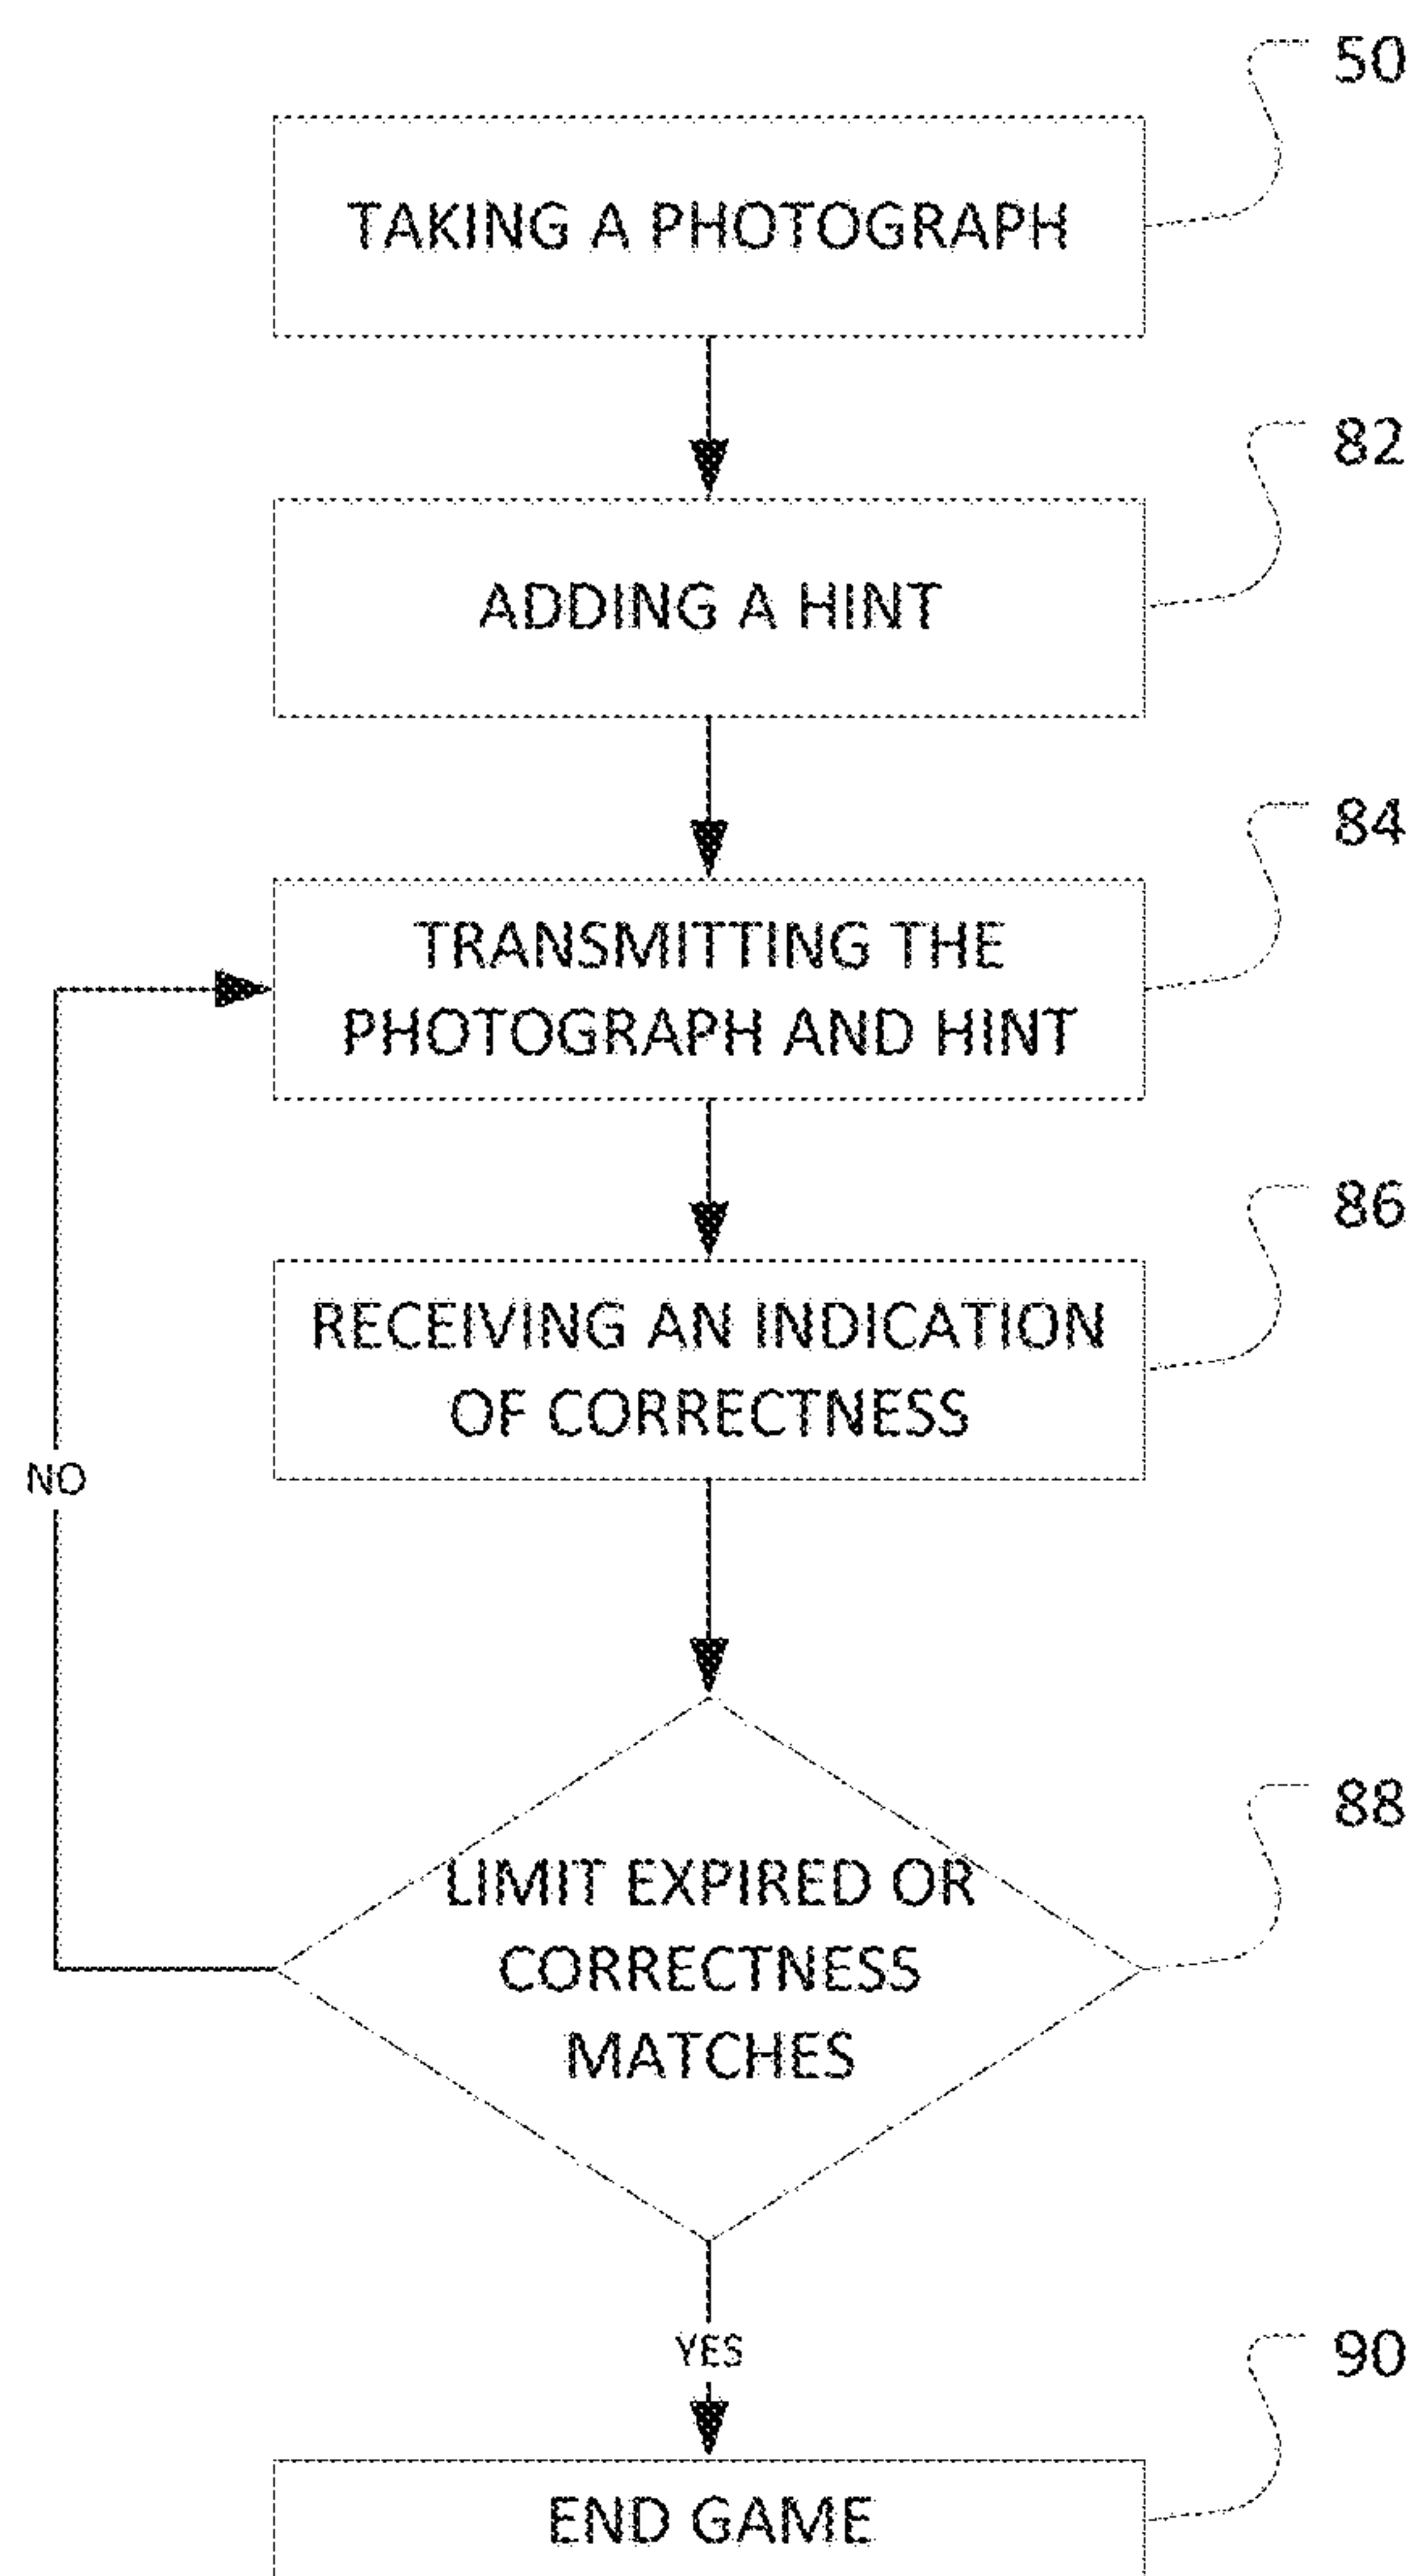 50
TAKING A PHOTOGRAPH
82
ADDING A HINT
84
TRANSMITTING THE
PHOTOGRAPH AND HINT
86
RECEIVING AN INDICATION
OF CORRECTNESS
NO
88
LIMIT EXPIRED OR
CORRECTNESS
MATCHES
YES
90
END GAME